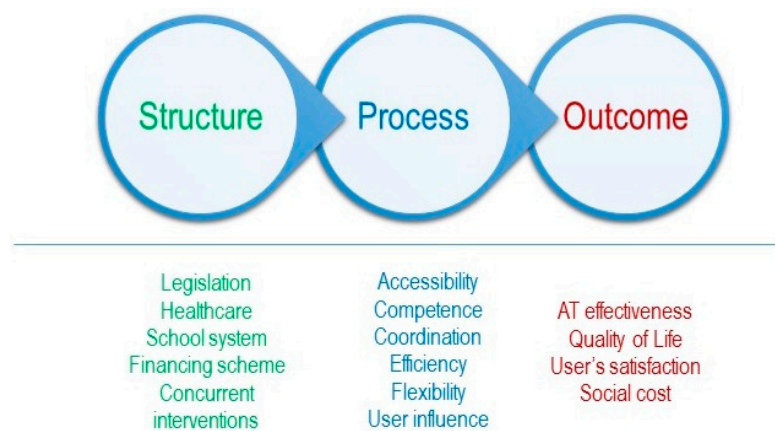 Structure
Process
Outcome
Legislation
Healthcare
School system
Financing scheme
Concurrent
interventions
Accessibility
Competence
Coordination
Efficiency
Flexibility
User influence
AT effectiveness
Quality of Life
User's satisfaction
Social cost